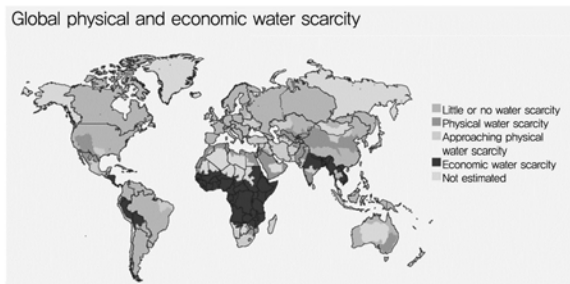 Global physical and economic water scarcity
Little or no water scarcity
Physical water scarcity
Approaching physical
water scarcity
Economic water scarcity
Not estimated